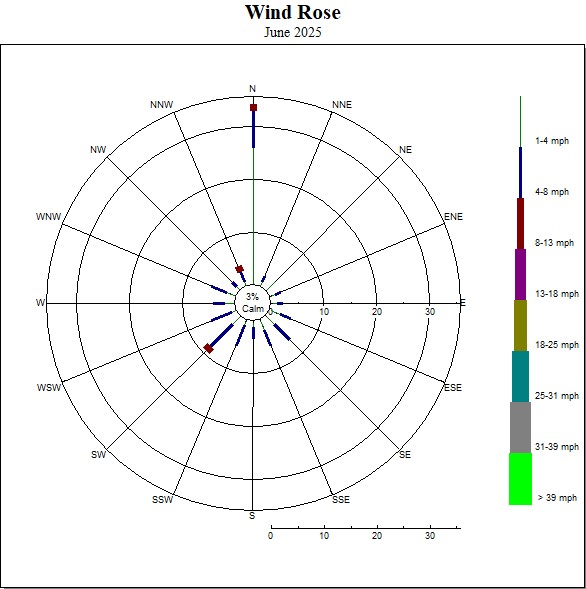 Wind Rose
June 2025
N
NNW
NNE
NW
NE
1-4 mph
4-8 mph
WNW
ENE
8-13 mph
3%
Calm
13-18 mph
W
E
0
10
20
30
18-25 mph
WSW
ESE
25-31 mph
31-39 mph
SW
SE
SSW
SSE
> 39 mph
S
0
10
20
30